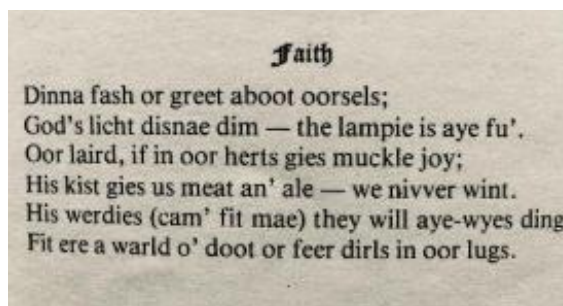 Faith
Dinna fash or greet aboot oorsels;
God's licht disnae dim — the lampie is aye fu'.
Oor laird, if in oor herts gies muckle joy;
His kist gies us meat an' ale — we nivver wint.
His werdies (cam' fit mae) they will aye-wyes ding
Fit ere a warld o' doot or feer dirls in oor lugs.